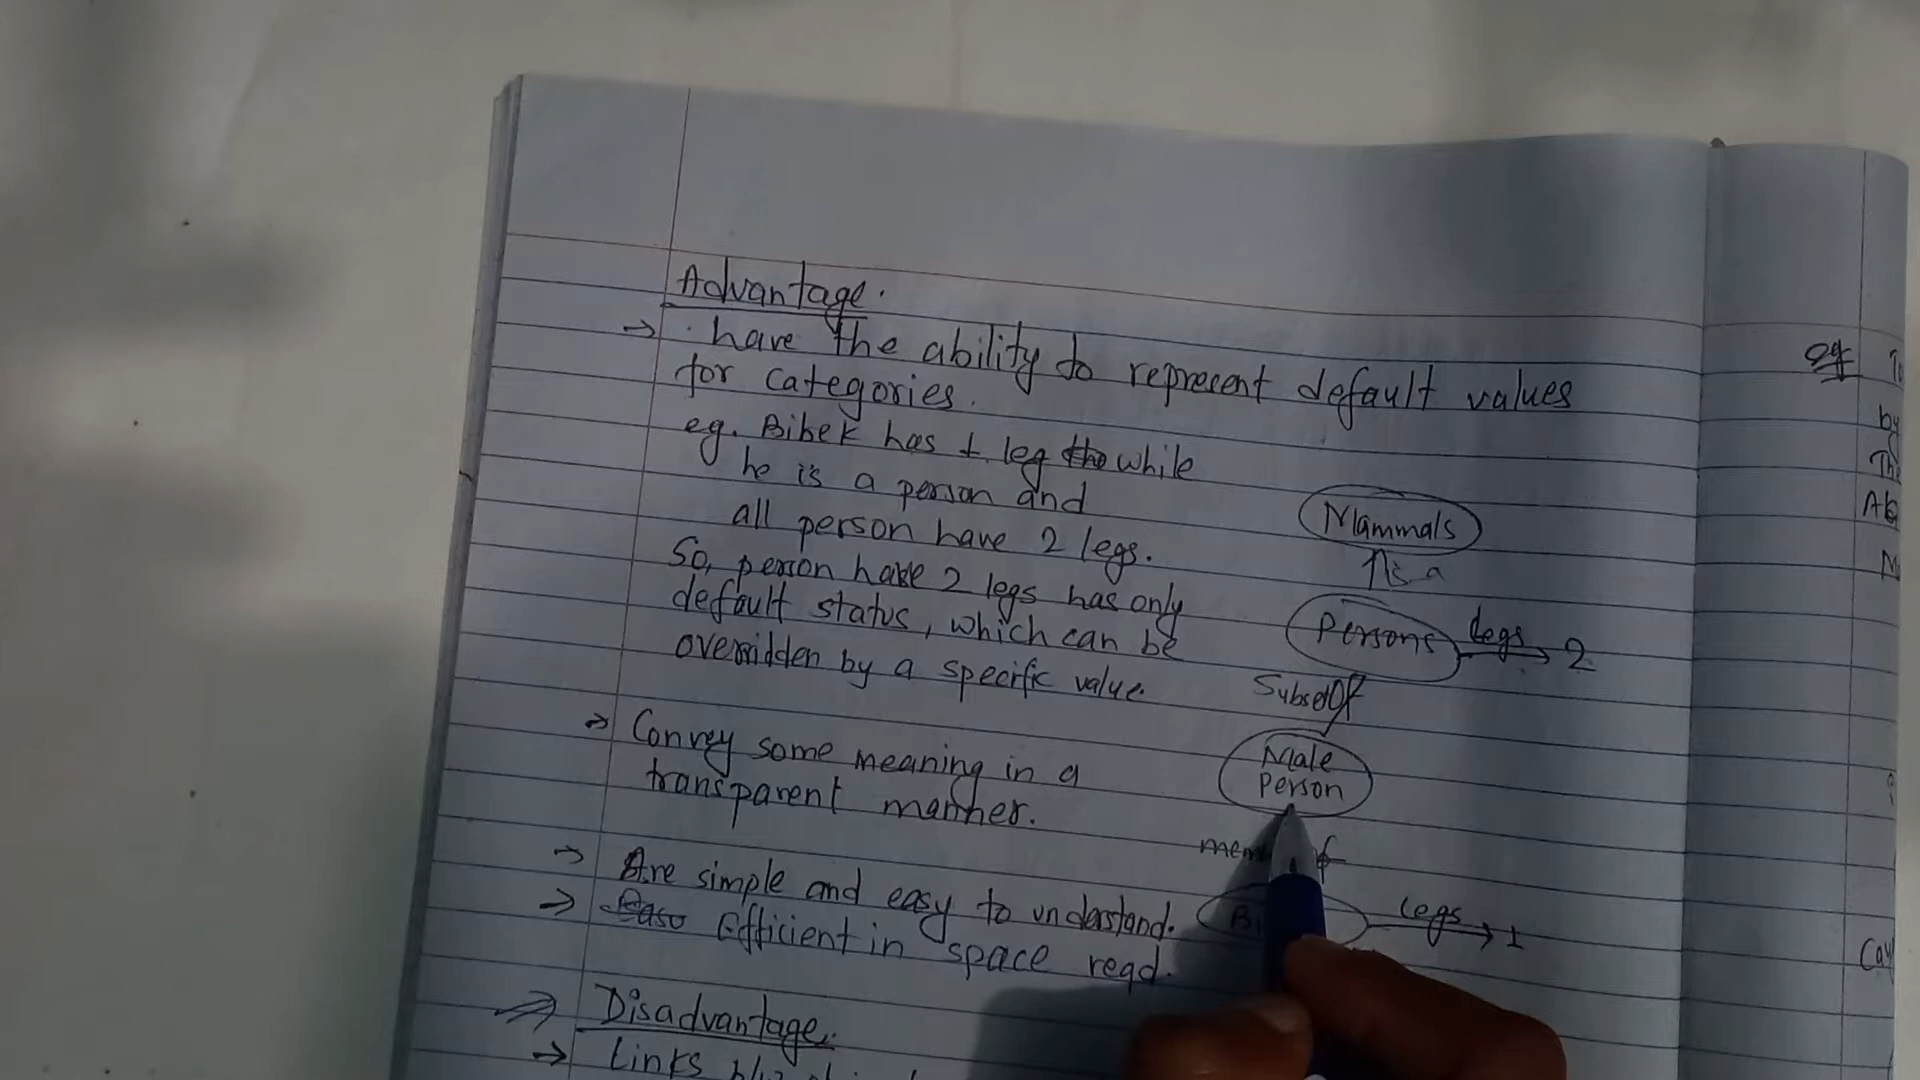 Advantage.
→ have the ability to represent default values
for categories.
eg. Bibek has 1 leg while
he is a person and
all person have 2 legs.
So, person have 2 legs has only
default status, which can be
overridden by a specific value.
→ Convey some meaning in a
transparent manner.
→ Are simple and easy to understand.
→ Efficient in space reqd.
Disadvantage:
→ Links
Mammals
↑is a
Persons legs → 2
SubsetOf
Male
Person
legs → 1
eg
by